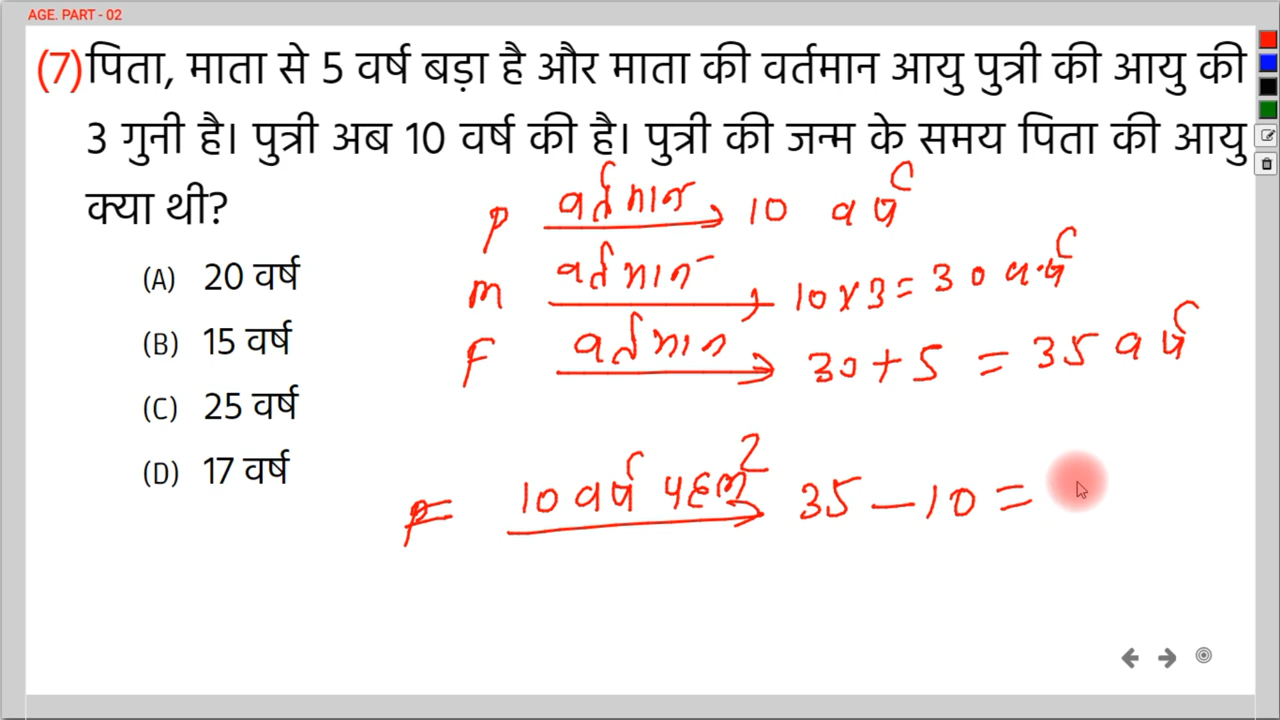 AGE. PART - 02
(7) पिता, माता से 5 वर्ष बड़ा है और माता की वर्तमान आयु पुत्री की आयु की
3 गुनी है। पुत्री अब 10 वर्ष की है। पुत्री की जन्म के समय पिता की आयु
क्या थी?
P वर्तमान 10 वर्ष
(A) 20 वर्ष
M वर्तमान 10x3 = 30 वर्ष
(B) 15 वर्ष
F वर्तमान 30 + 5 = 35 वर्ष
(C) 25 वर्ष
(D) 17 वर्ष
F 10 वर्ष पहले 35 - 10 =